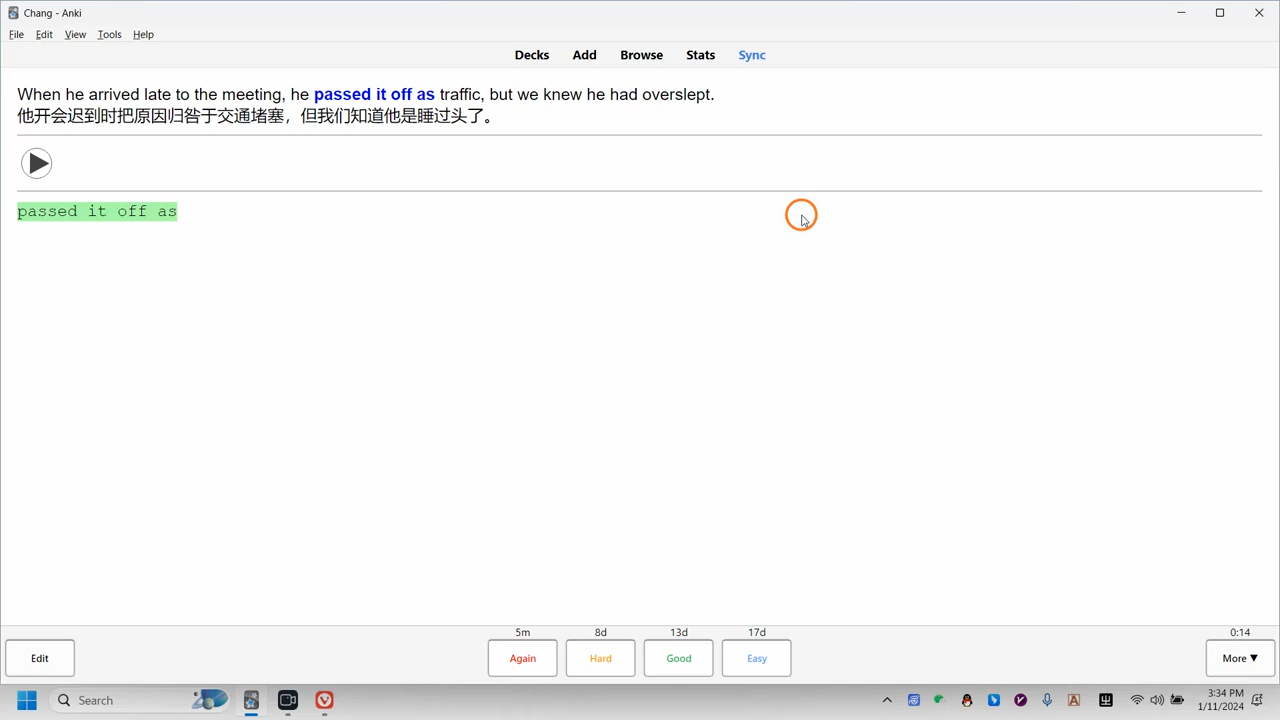 Chang - Anki
File Edit View Tools Help
Decks Add Browse Stats Sync
When he arrived late to the meeting, he passed it off as traffic, but we knew he had overslept.
他开会迟到时把原因归咎于交通堵塞，但我们知道他是睡过头了。
passed it off as
5m 8d 13d 17d 0:14
Edit Again Hard Good Easy More ▼
Search
3:34 PM
1/11/2024